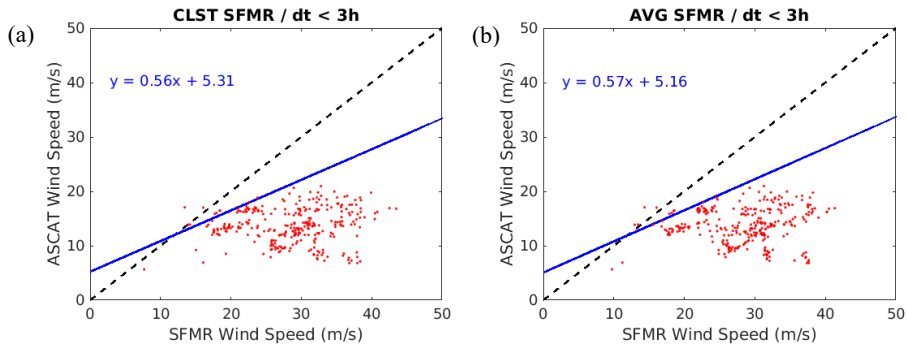 (a)
CLST SFMR / dt < 3h
y = 0.56x + 5.31
ASCAT Wind Speed (m/s)
50
40
30
20
10
0
0 10 20 30 40 50
SFMR Wind Speed (m/s)
(b)
AVG SFMR / dt < 3h
y = 0.57x + 5.16
ASCAT Wind Speed (m/s)
50
40
30
20
10
0
0 10 20 30 40 50
SFMR Wind Speed (m/s)